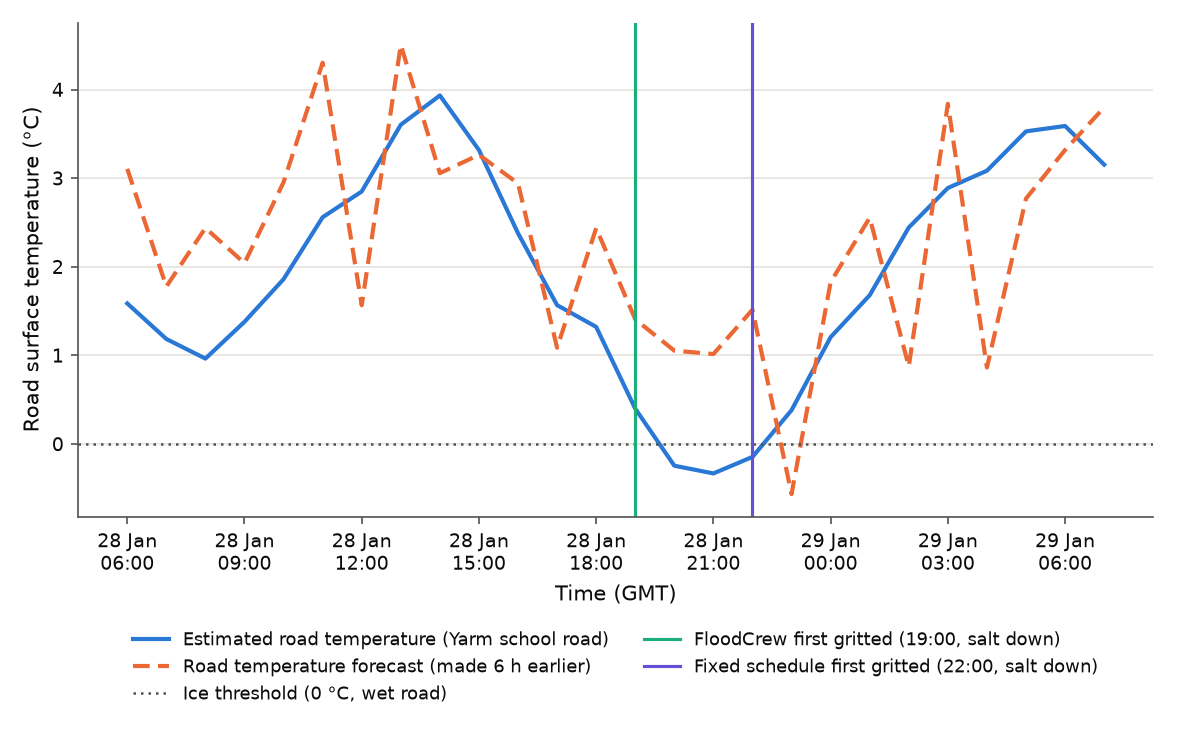 Road surface temperature (°C)
4
3
2
1
0
28 Jan
06:00
28 Jan
09:00
28 Jan
12:00
28 Jan
15:00
28 Jan
18:00
28 Jan
21:00
29 Jan
00:00
29 Jan
03:00
29 Jan
06:00
Time (GMT)
Estimated road temperature (Yarm school road)
Road temperature forecast (made 6 h earlier)
Ice threshold (0 °C, wet road)
FloodCrew first gritted (19:00, salt down)
Fixed schedule first gritted (22:00, salt down)